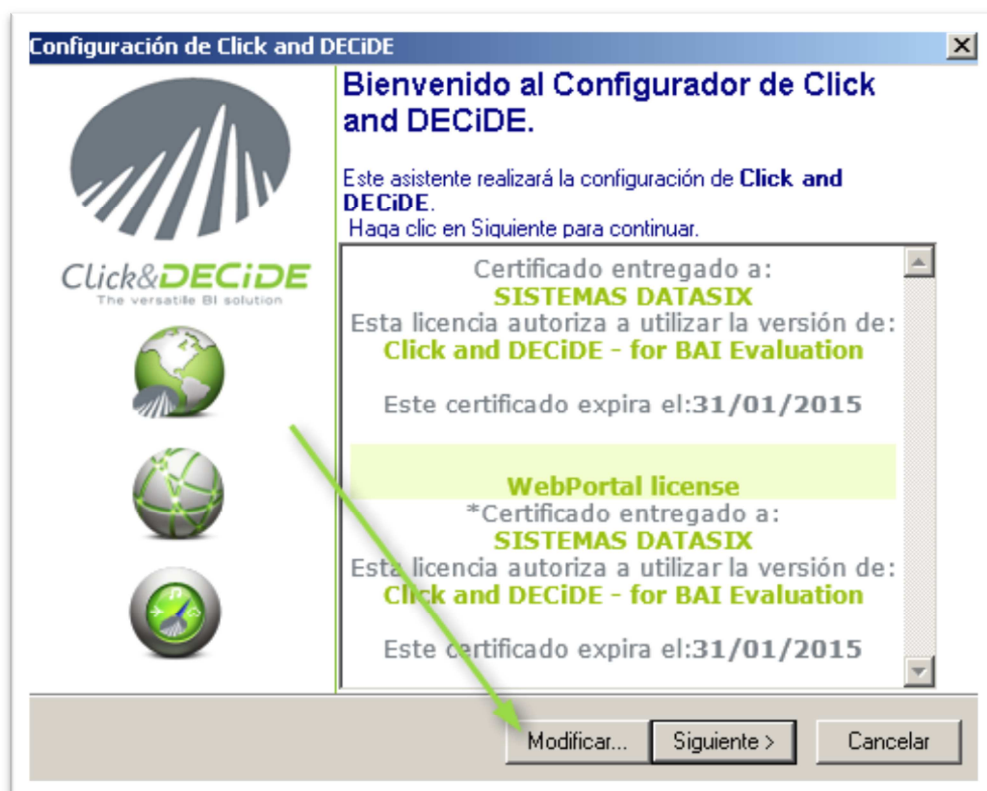 Configuración de Click and DECiDE
Bienvenido al Configurador de Click
and DECiDE.
Este asistente realizará la configuración de Click and
DECiDE.
Haga clic en Siguiente para continuar.
Click&DECiDE
The versatile BI solution
Certificado entregado a:
SISTEMAS DATASIX
Esta licencia autoriza a utilizar la versión de:
Click and DECiDE - for BAI Evaluation
Este certificado expira el:31/01/2015
WebPortal license
*Certificado entregado a:
SISTEMAS DATASIX
Esta licencia autoriza a utilizar la versión de:
Click and DECiDE - for BAI Evaluation
Este certificado expira el:31/01/2015
Modificar... Siguiente > Cancelar